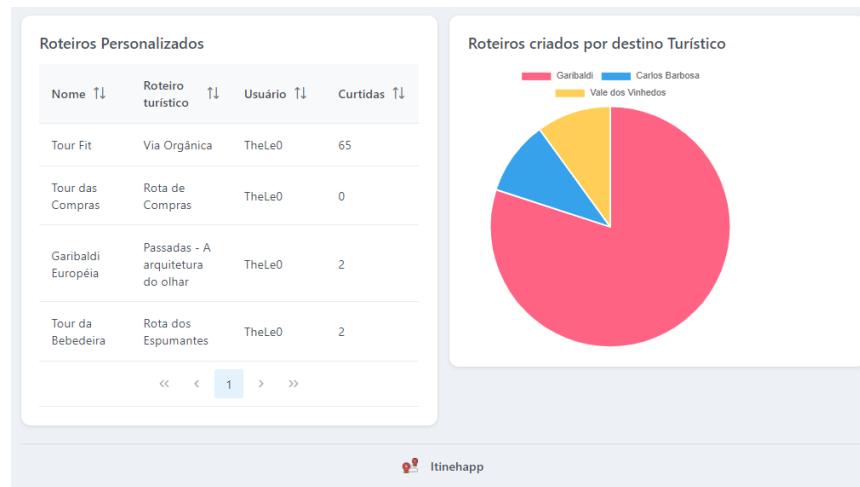 Roteiros Personalizados
Nome Roteiro turístico Usuário Curtidas
Tour Fit Via Orgânica TheLe0 65
Tour das Compras Rota de Compras TheLe0 0
Garibaldi Européia Passadas - A arquitetura do olhar TheLe0 2
Tour da Bebedeira Rota dos Espumantes TheLe0 2
<< < 1 > >>
Roteiros criados por destino Turístico
Garibaldi Carlos Barbosa
Vale dos Vinhedos
Itinehapp